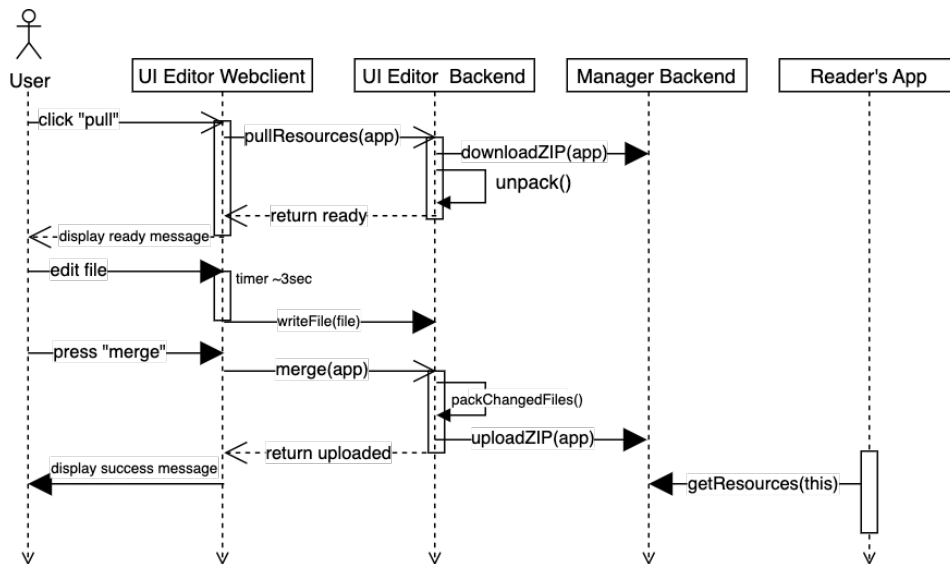 User
UI Editor Webclient
UI Editor Backend
Manager Backend
Reader's App
click "pull"
pullResources(app)
downloadZIP(app)
unpack()
return ready
display ready message
edit file
timer ~3sec
writeFile(file)
press "merge"
merge(app)
packChangedFiles()
uploadZIP(app)
return uploaded
display success message
getResources(this)